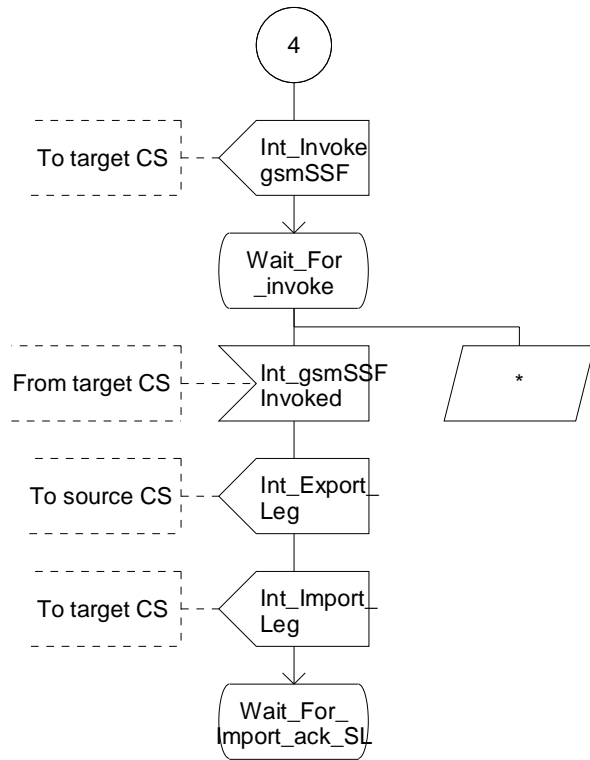 4
To target CS
Int_Invoke
gsmSSF
Wait_For
_invoke
From target CS
Int_gsmSSF
Invoked
*
To source CS
Int_Export_
Leg
To target CS
Int_Import_
Leg
Wait_For_
Import_ack_SL